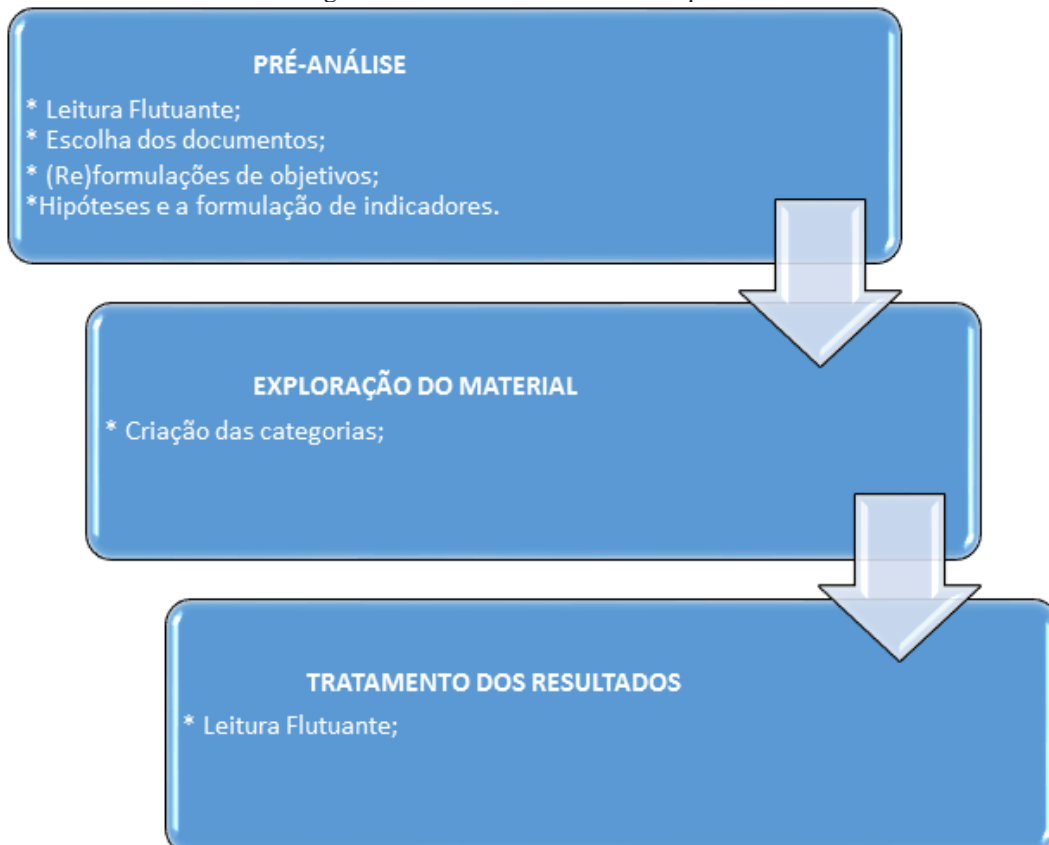 PRÉ-ANÁLISE
* Leitura Flutuante;
* Escolha dos documentos;
* (Re)formulações de objetivos;
*Hipóteses e a formulação de indicadores.
EXPLORAÇÃO DO MATERIAL
* Criação das categorias;
TRATAMENTO DOS RESULTADOS
* Leitura Flutuante;